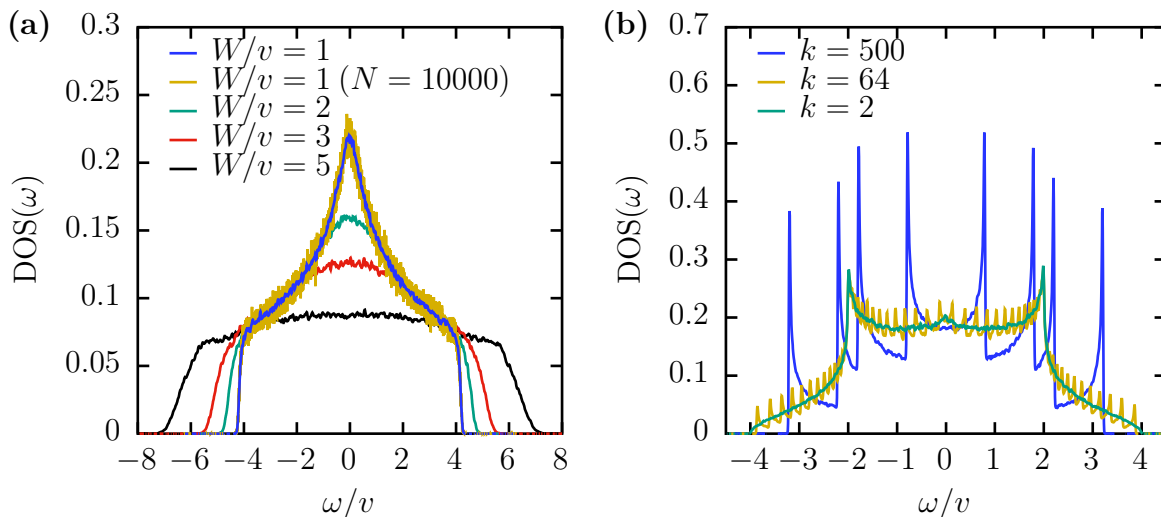 (a)
W/v = 1
W/v = 1 (N = 10000)
W/v = 2
W/v = 3
W/v = 5
DOS(ω)
0.3
0.25
0.2
0.15
0.1
0.05
0
−8 −6 −4 −2 0 2 4 6 8
ω/v
(b)
k = 500
k = 64
k = 2
DOS(ω)
0.7
0.6
0.5
0.4
0.3
0.2
0.1
0
−4 −3 −2 −1 0 1 2 3 4
ω/v